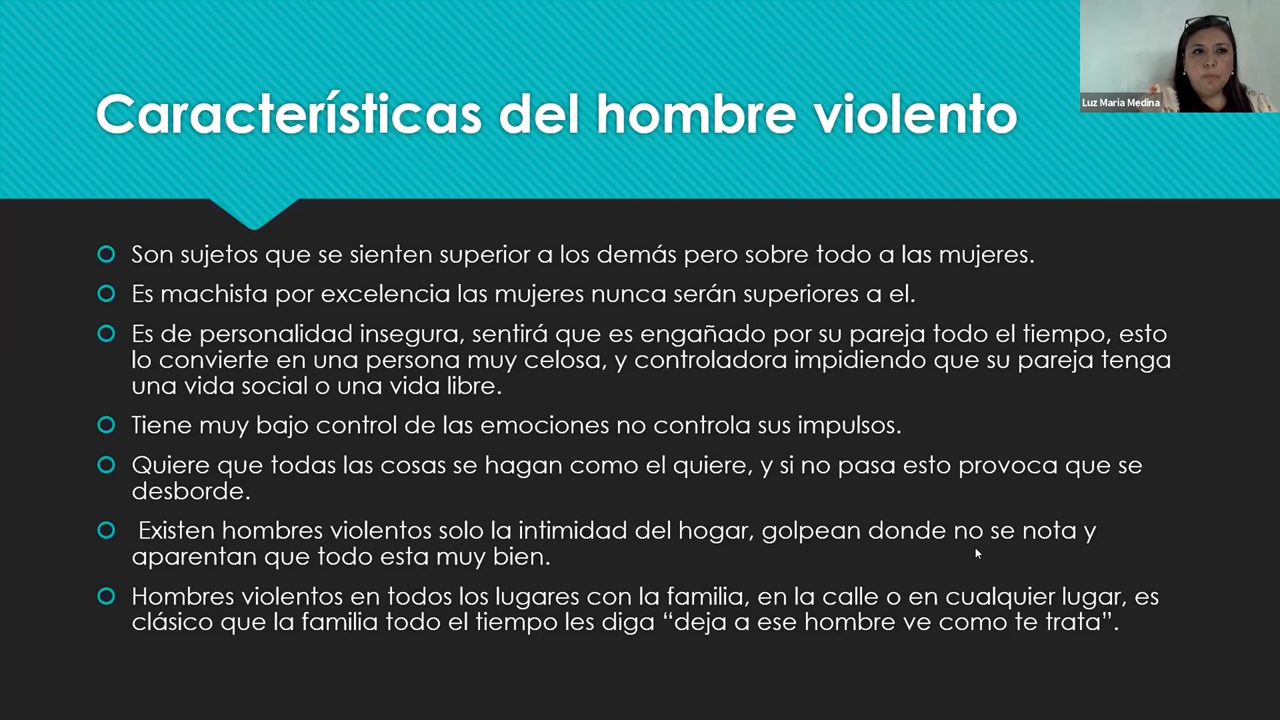 Características del hombre violento
Luz Maria Medina
Son sujetos que se sienten superior a los demás pero sobre todo a las mujeres.
Es machista por excelencia las mujeres nunca serán superiores a el.
Es de personalidad insegura, sentirá que es engañado por su pareja todo el tiempo, esto
lo convierte en una persona muy celosa, y controladora impidiendo que su pareja tenga
una vida social o una vida libre.
Tiene muy bajo control de las emociones no controla sus impulsos.
Quiere que todas las cosas se hagan como el quiere, y si no pasa esto provoca que se
desborde.
Existen hombres violentos solo la intimidad del hogar, golpean donde no se nota y
aparentan que todo esta muy bien.
Hombres violentos en todos los lugares con la familia, en la calle o en cualquier lugar, es
clásico que la familia todo el tiempo les diga “deja a ese hombre ve como te trata”.